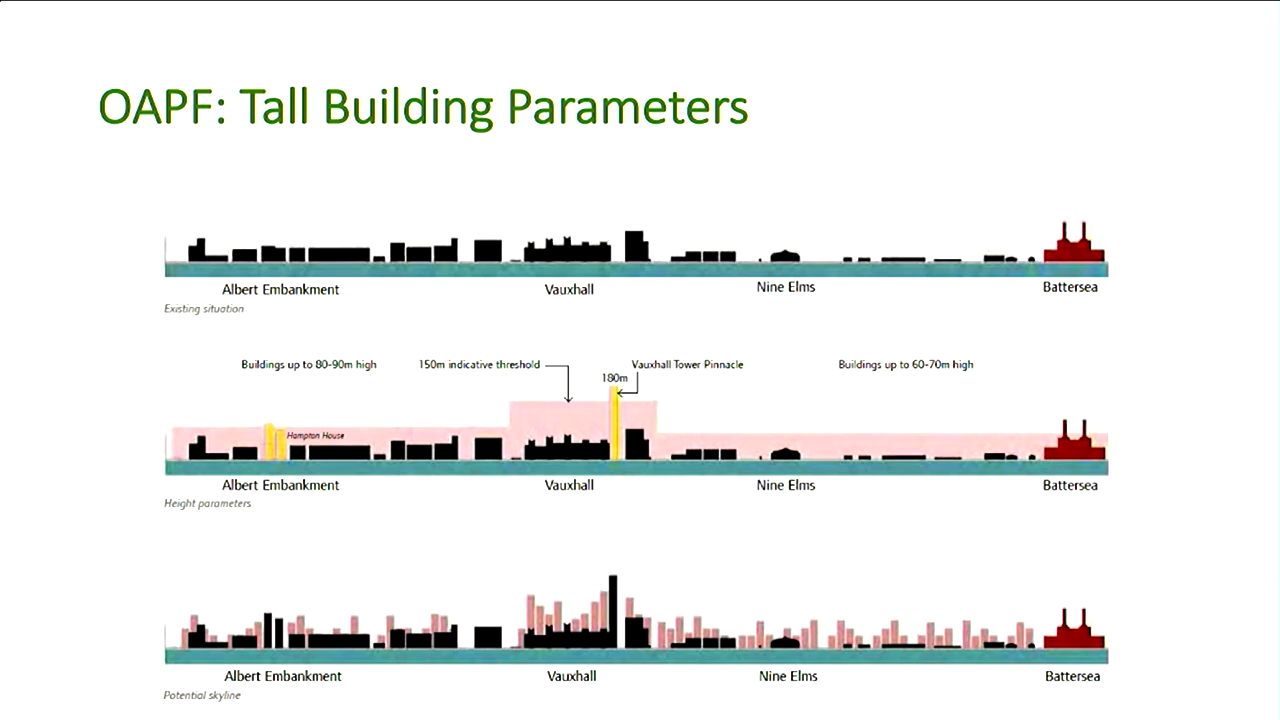 OAPF: Tall Building Parameters
Albert Embankment Vauxhall Nine Elms Battersea
Existing situation
Buildings up to 80-90m high 150m indicative threshold Vauxhall Tower Pinnacle Buildings up to 60-70m high
180m
Hampton House
Albert Embankment Vauxhall Nine Elms Battersea
Height parameters
Albert Embankment Vauxhall Nine Elms Battersea
Potential skyline